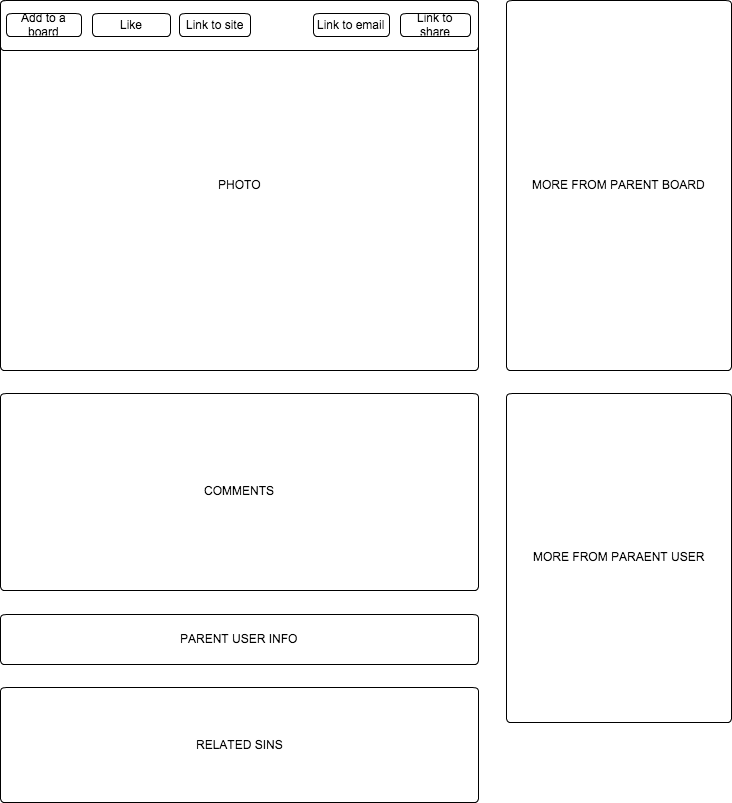 Add to a
board
Like
Link to site
Link to email
Link to
share
PHOTO
MORE FROM PARENT BOARD
COMMENTS
MORE FROM PARAENT USER
PARENT USER INFO
RELATED SINS